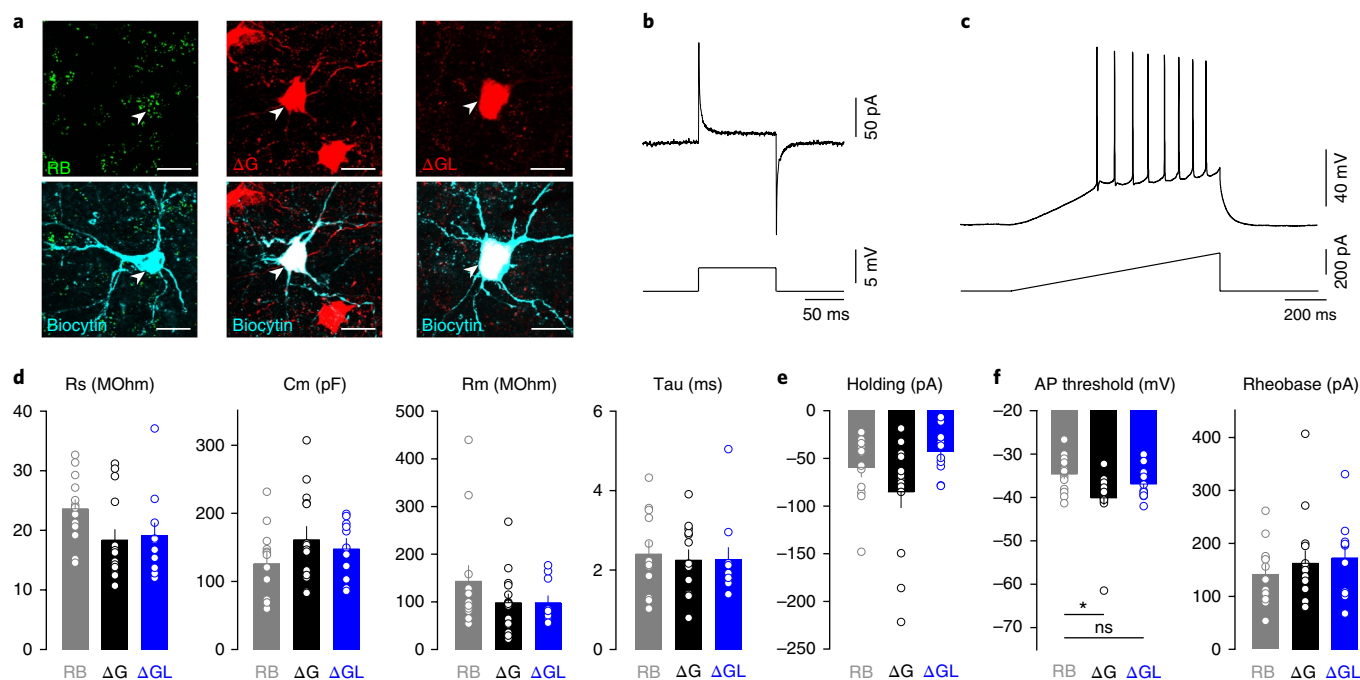 a
b
c
RB
ΔG
ΔGL
Biocytin
Biocytin
Biocytin
50 pA
5 mV
50 ms
40 mV
200 pA
200 ms
d
e
f
Rs (MOhm)
Cm (pF)
Rm (MOhm)
Tau (ms)
Holding (pA)
AP threshold (mV)
Rheobase (pA)
40
30
20
10
0
RB
ΔG
ΔGL
300
200
100
0
RB
ΔG
ΔGL
500
400
300
200
100
0
RB
ΔG
ΔGL
6
4
2
0
RB
ΔG
ΔGL
0
−50
−100
−150
−200
−250
RB
ΔG
ΔGL
−20
−30
−40
−50
−60
−70
*
ns
RB
ΔG
ΔGL
400
300
200
100
0
RB
ΔG
ΔGL